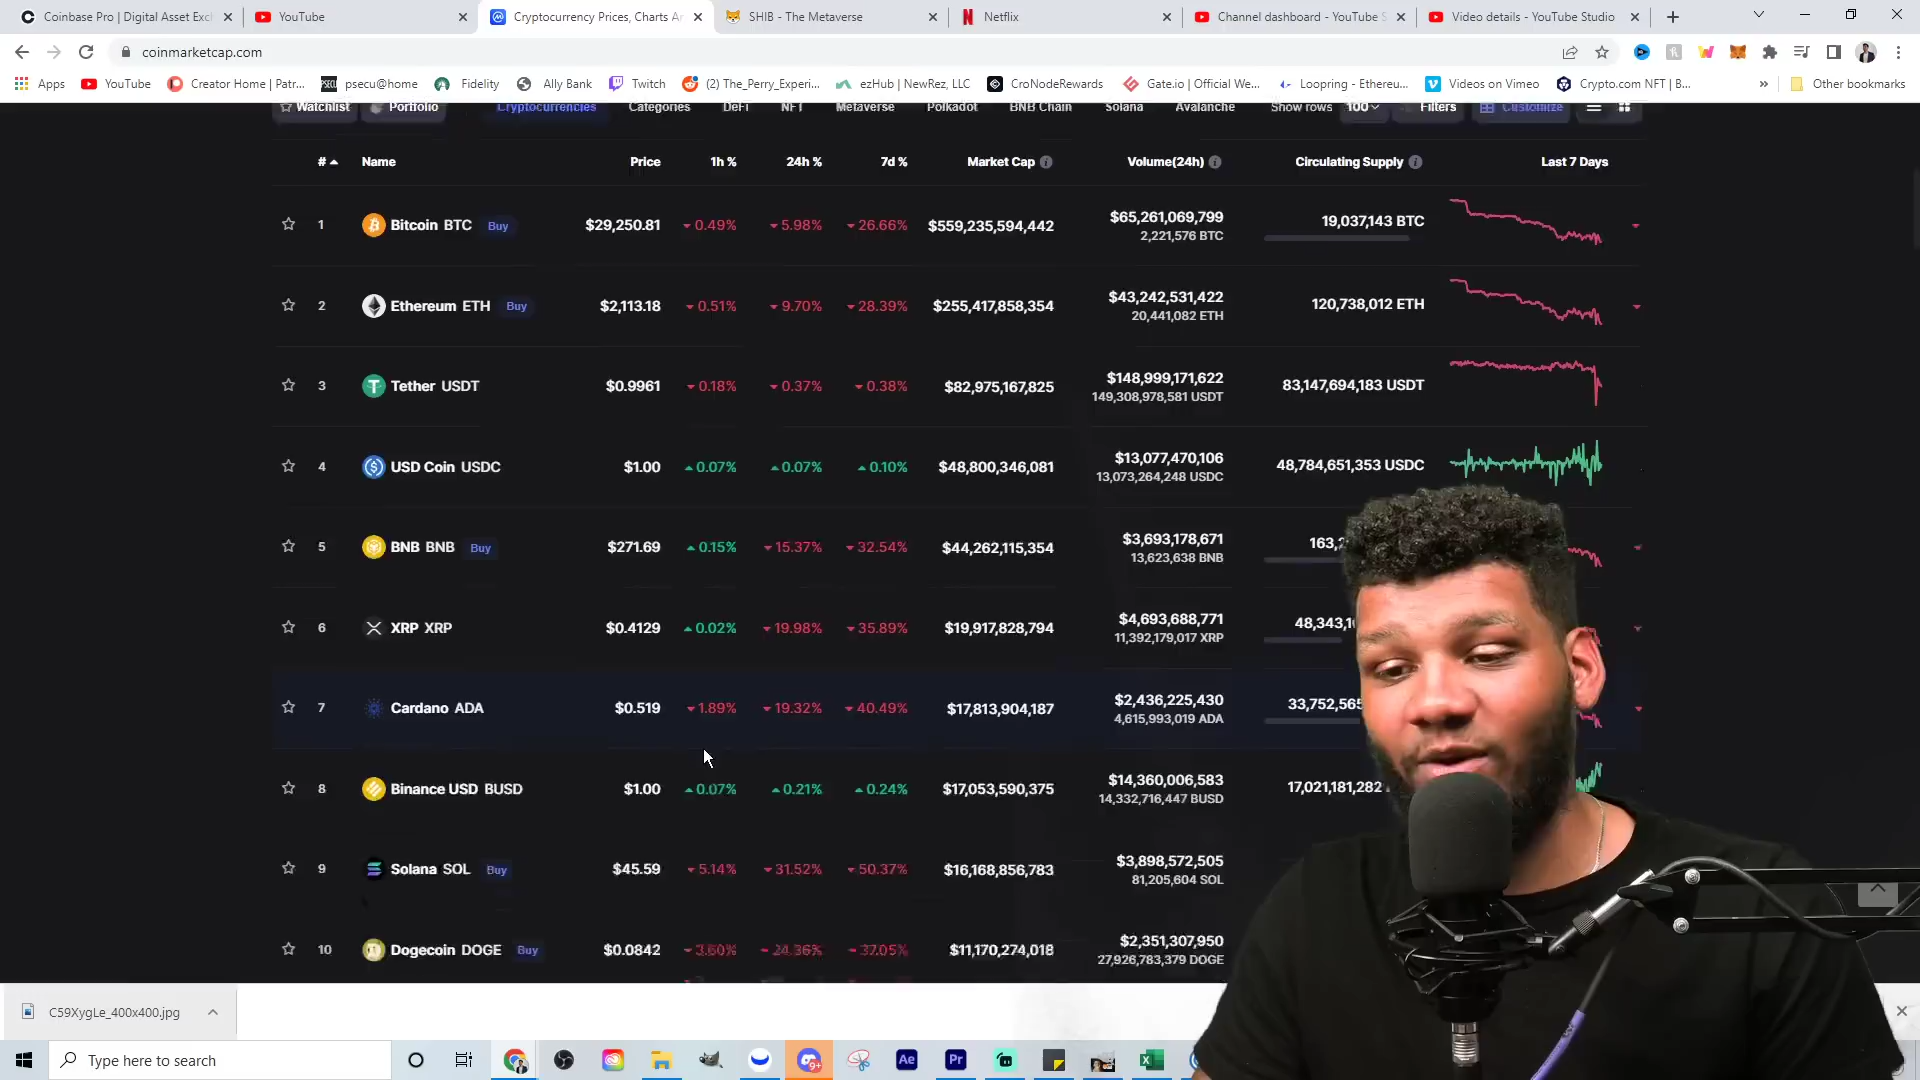 Coinbase Pro | Digital Asset Exc
YouTube
Cryptocurrency Prices, Charts A
SHIB - The Metaverse
Netflix
Channel dashboard - YouTube S
Video details - YouTube Studio
coinmarketcap.com
Apps YouTube Creator Home | Patr... psecu@home Fidelity Ally Bank Twitch (2) The_Perry_Experi... ezHub | NewRez, LLC CroNodeRewards Gate.io | Official We... Loopring - Ethereu... Videos on Vimeo Crypto.com NFT | B... » Other bookmarks
Watchlist Portfolio Cryptocurrencies Categories DeFi NFT Metaverse Polkadot BNB Chain Solana Avalanche Show rows 100 Filters Customize
# Name Price 1h % 24h % 7d % Market Cap Volume(24h) Circulating Supply Last 7 Days
1 Bitcoin BTC Buy $29,250.81 0.49% 5.98% 26.66% $559,235,594,442 $65,261,069,799 19,037,143 BTC
2,221,576 BTC
2 Ethereum ETH Buy $2,113.18 0.51% 9.70% 28.39% $255,417,858,354 $43,242,531,422 120,738,012 ETH
20,441,082 ETH
3 Tether USDT $0.9961 0.18% 0.37% 0.38% $82,975,167,825 $148,999,171,622 83,147,694,183 USDT
149,308,978,581 USDT
4 USD Coin USDC $1.00 0.07% 0.07% 0.10% $48,800,346,081 $13,077,470,106 48,784,651,353 USDC
13,073,264,248 USDC
5 BNB BNB Buy $271.69 0.15% 15.37% 32.54% $44,262,115,354 $3,693,178,671 163,2
13,623,638 BNB
6 XRP XRP $0.4129 0.02% 19.98% 35.89% $19,917,828,794 $4,693,688,771 48,343,1
11,392,179,017 XRP
7 Cardano ADA $0.519 1.89% 19.32% 40.49% $17,813,904,187 $2,436,225,430 33,752,565
4,615,993,019 ADA
8 Binance USD BUSD $1.00 0.07% 0.21% 0.24% $17,053,590,375 $14,360,006,583 17,021,181,282
14,332,716,447 BUSD
9 Solana SOL Buy $45.59 5.14% 31.52% 50.37% $16,168,856,783 $3,898,572,505
81,205,604 SOL
10 Dogecoin DOGE Buy $0.0842 3.60% 24.36% 37.05% $11,170,274,018 $2,351,307,950
27,926,783,379 DOGE
C59XygLe_400x400.jpg
Type here to search
9+
Ae
Pr